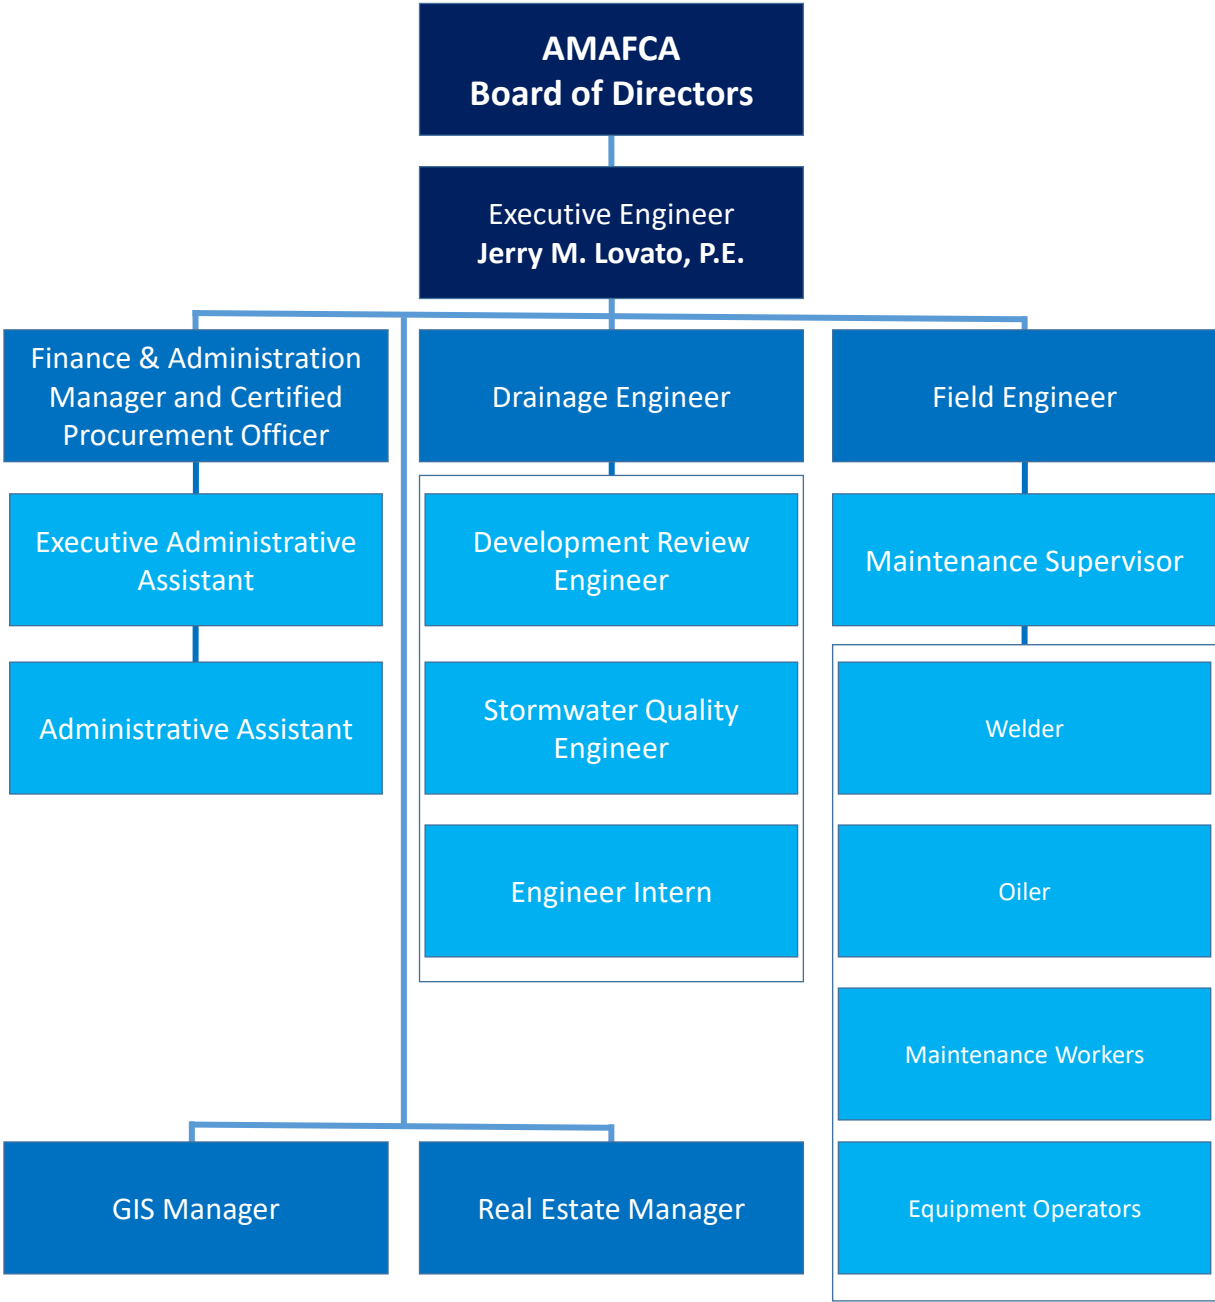 AMAFCA
Board of Directors
Executive Engineer
Jerry M. Lovato, P.E.
Finance & Administration
Manager and Certified
Procurement Officer
Drainage Engineer
Field Engineer
Executive Administrative
Assistant
Development Review
Engineer
Maintenance Supervisor
Administrative Assistant
Stormwater Quality
Engineer
Welder
Engineer Intern
Oiler
Maintenance Workers
GIS Manager
Real Estate Manager
Equipment Operators